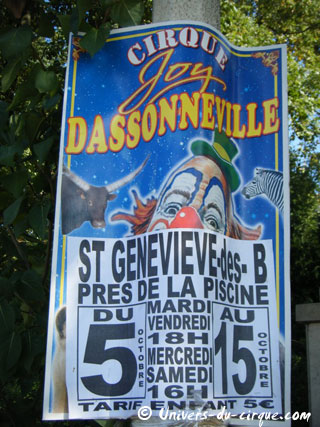 CIRQUE
Joy
DASSONNEVILLE
ST GENEVIEVE-des-B
PRES DE LA PISCINE
DU
5
OCTOBRE
MARDI
VENDREDI
18H
MERCREDI
SAMEDI
16H
AU
15
OCTOBRE
TARIF ENFANT 5€
© Univers-du-cirque.com